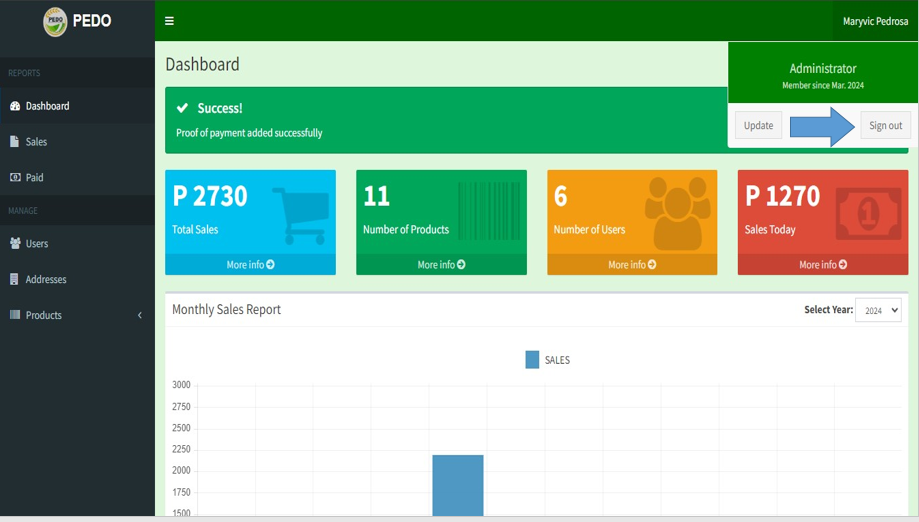 PEDO
PEDO
Maryvic Pedrosa
REPORTS
Dashboard
Sales
Paid
MANAGE
Users
Addresses
Products
Dashboard
Administrator
Member since Mar. 2024
Update
Sign out
Success!
Proof of payment added successfully
P 2730
Total Sales
More info
11
Number of Products
More info
6
Number of Users
More info
P 1270
Sales Today
More info
1
Monthly Sales Report
Select Year: 2024
SALES
3000
2750
2500
2250
2000
1750
1500